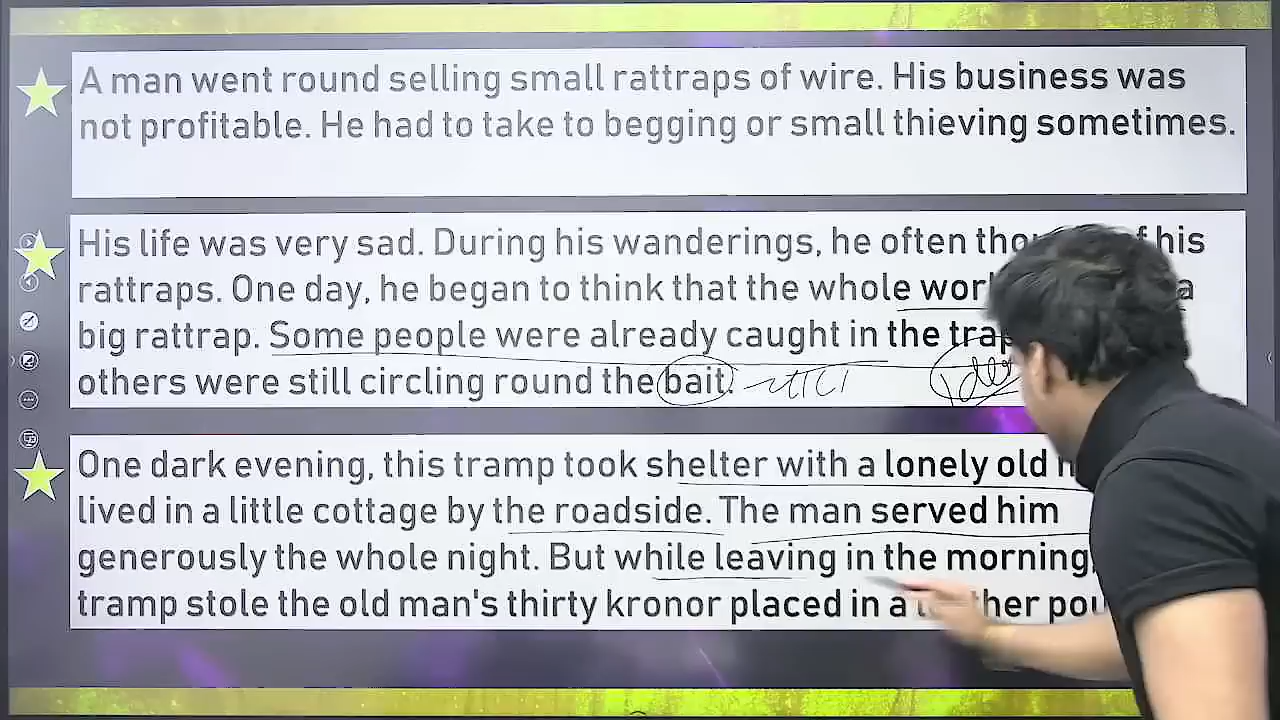 A man went round selling small rattraps of wire. His business was
not profitable. He had to take to begging or small thieving sometimes.
His life was very sad. During his wanderings, he often of his
rattraps. One day, he began to think that the whole a
big rattrap. Some people were already caught in the
others were still circling round the bait.
One dark evening, this tramp took shelter with a lonely old
lived in a little cottage by the roadside. The man served him
generously the whole night. But while leaving in the morning,
tramp stole the old man's thirty kronor placed in a